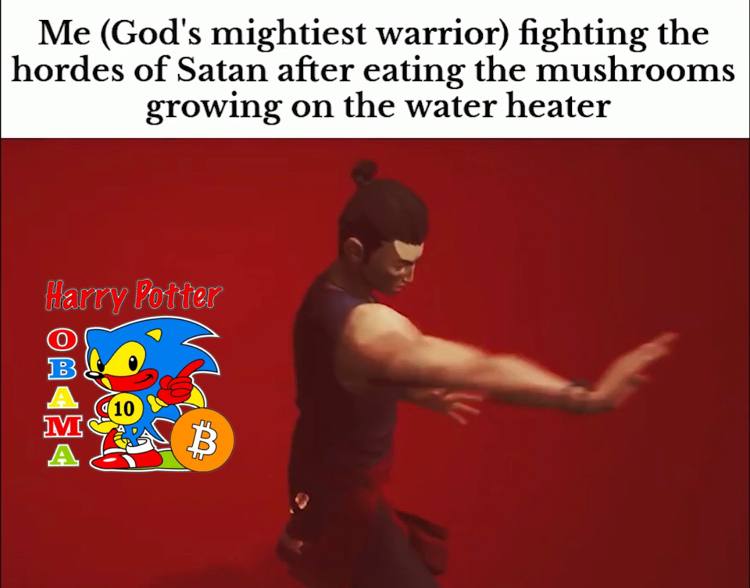 Me (God's mightiest warrior) fighting the
hordes of Satan after eating the mushrooms
growing on the water heater
Harry Potter
OBAMA
10
₿